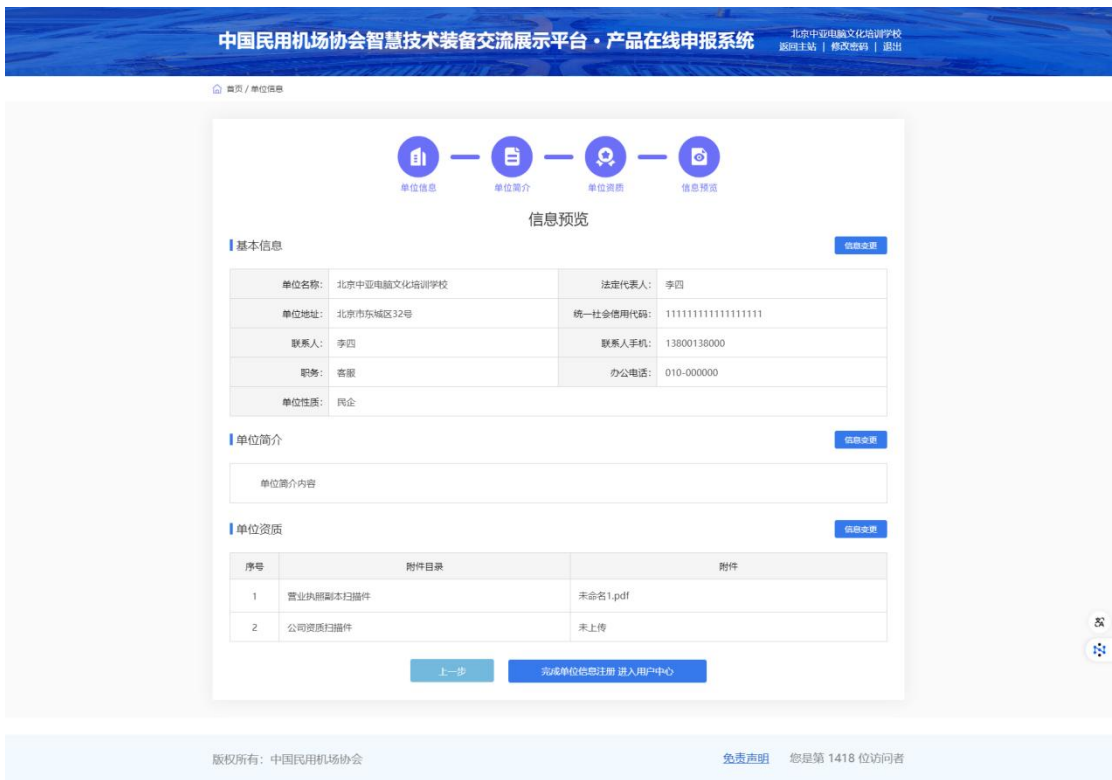 中国民用机场协会智慧技术装备交流展示平台·产品在线申报系统
北京中亚电脑文化培训学校
返回主站 | 修改密码 | 退出
首页 / 单位信息
单位信息 单位简介 单位资质 信息预览
信息预览
基本信息 信息变更
单位名称: 北京中亚电脑文化培训学校 法定代表人: 李四
单位地址: 北京市东城区32号 统一社会信用代码: 111111111111111111
联系人: 李四 联系人手机: 13800138000
职务: 客服 办公电话: 010-000000
单位性质: 民企
单位简介 信息变更
单位简介内容
单位资质 信息变更
序号 附件目录 附件
1 营业执照副本扫描件 未命名1.pdf
2 公司资质扫描件 未上传
上一步 完成单位信息注册 进入用户中心
版权所有：中国民用机场协会 免责声明 您是第 1418 位访问者